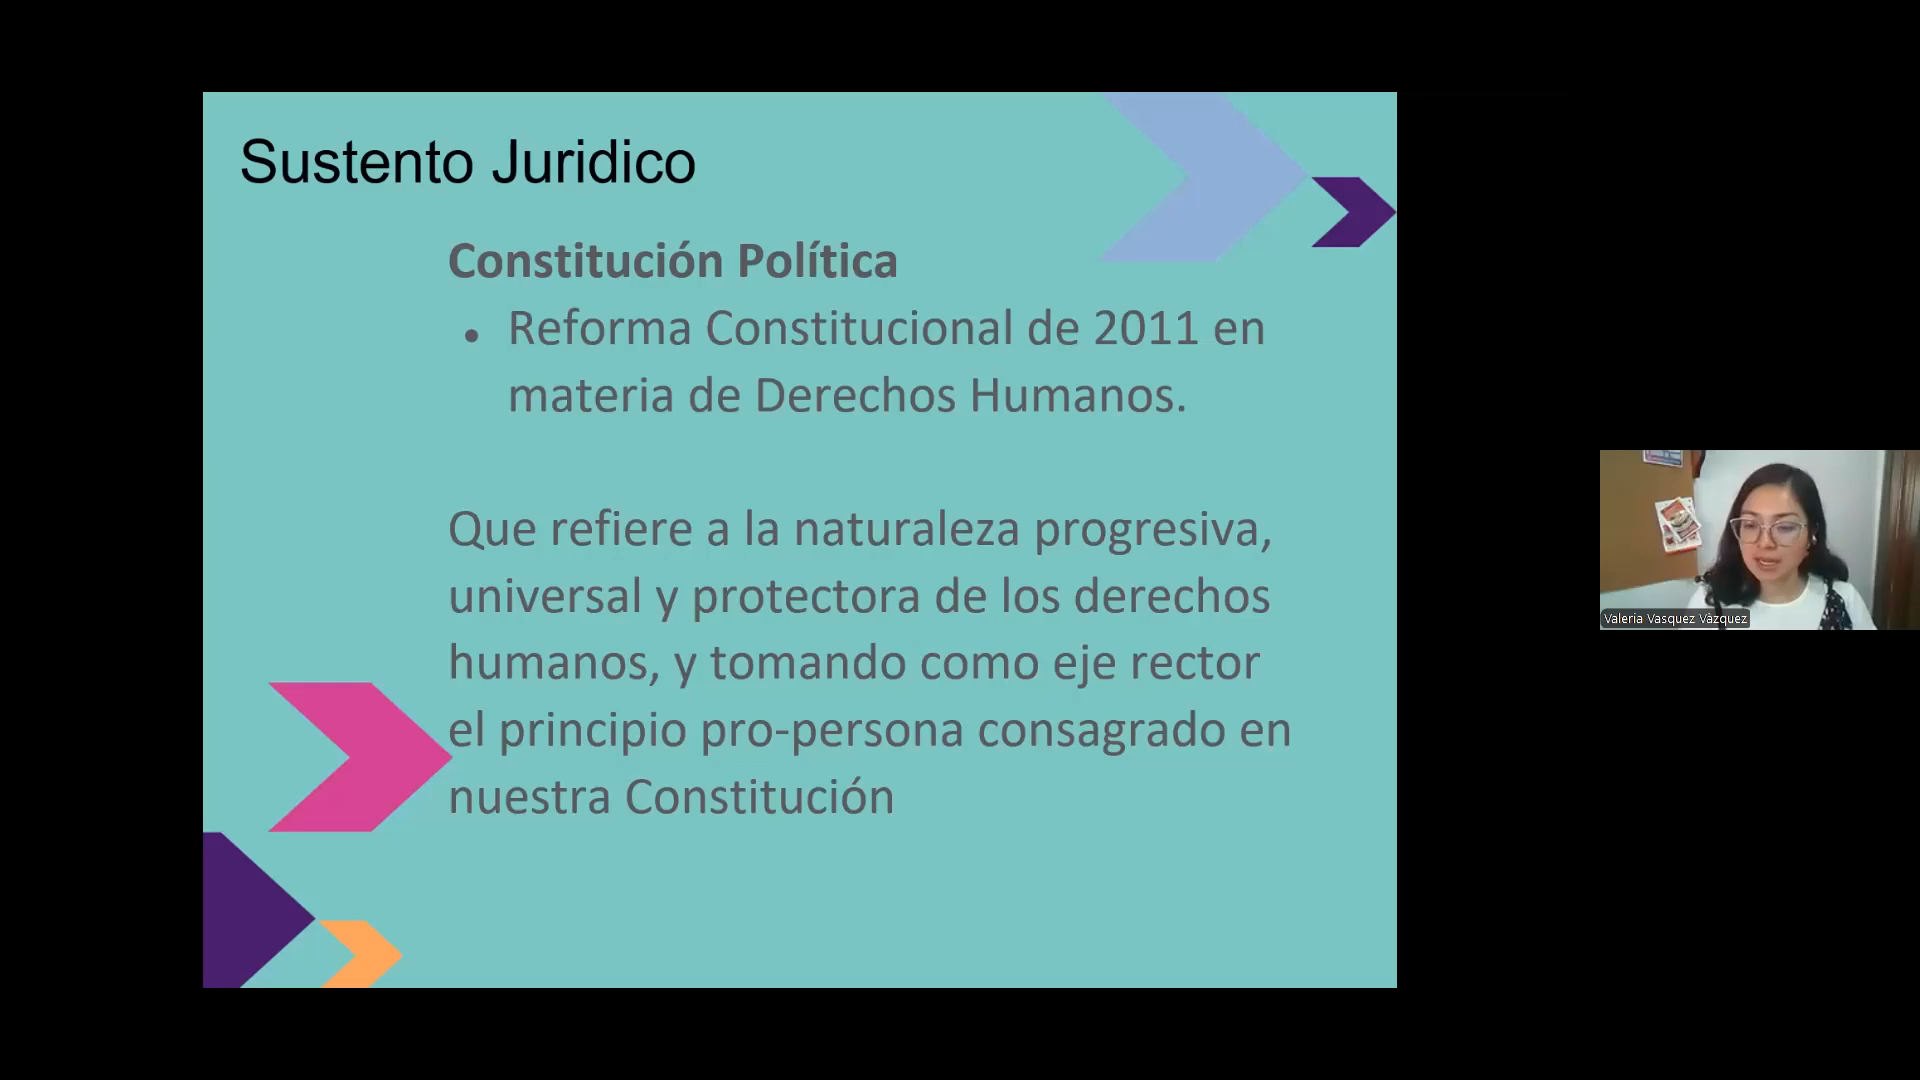 Sustento Juridico
Constitución Política
• Reforma Constitucional de 2011 en
materia de Derechos Humanos.
Que refiere a la naturaleza progresiva,
universal y protectora de los derechos
humanos, y tomando como eje rector
el principio pro-persona consagrado en
nuestra Constitución
Valeria Vasquez Vàzquez